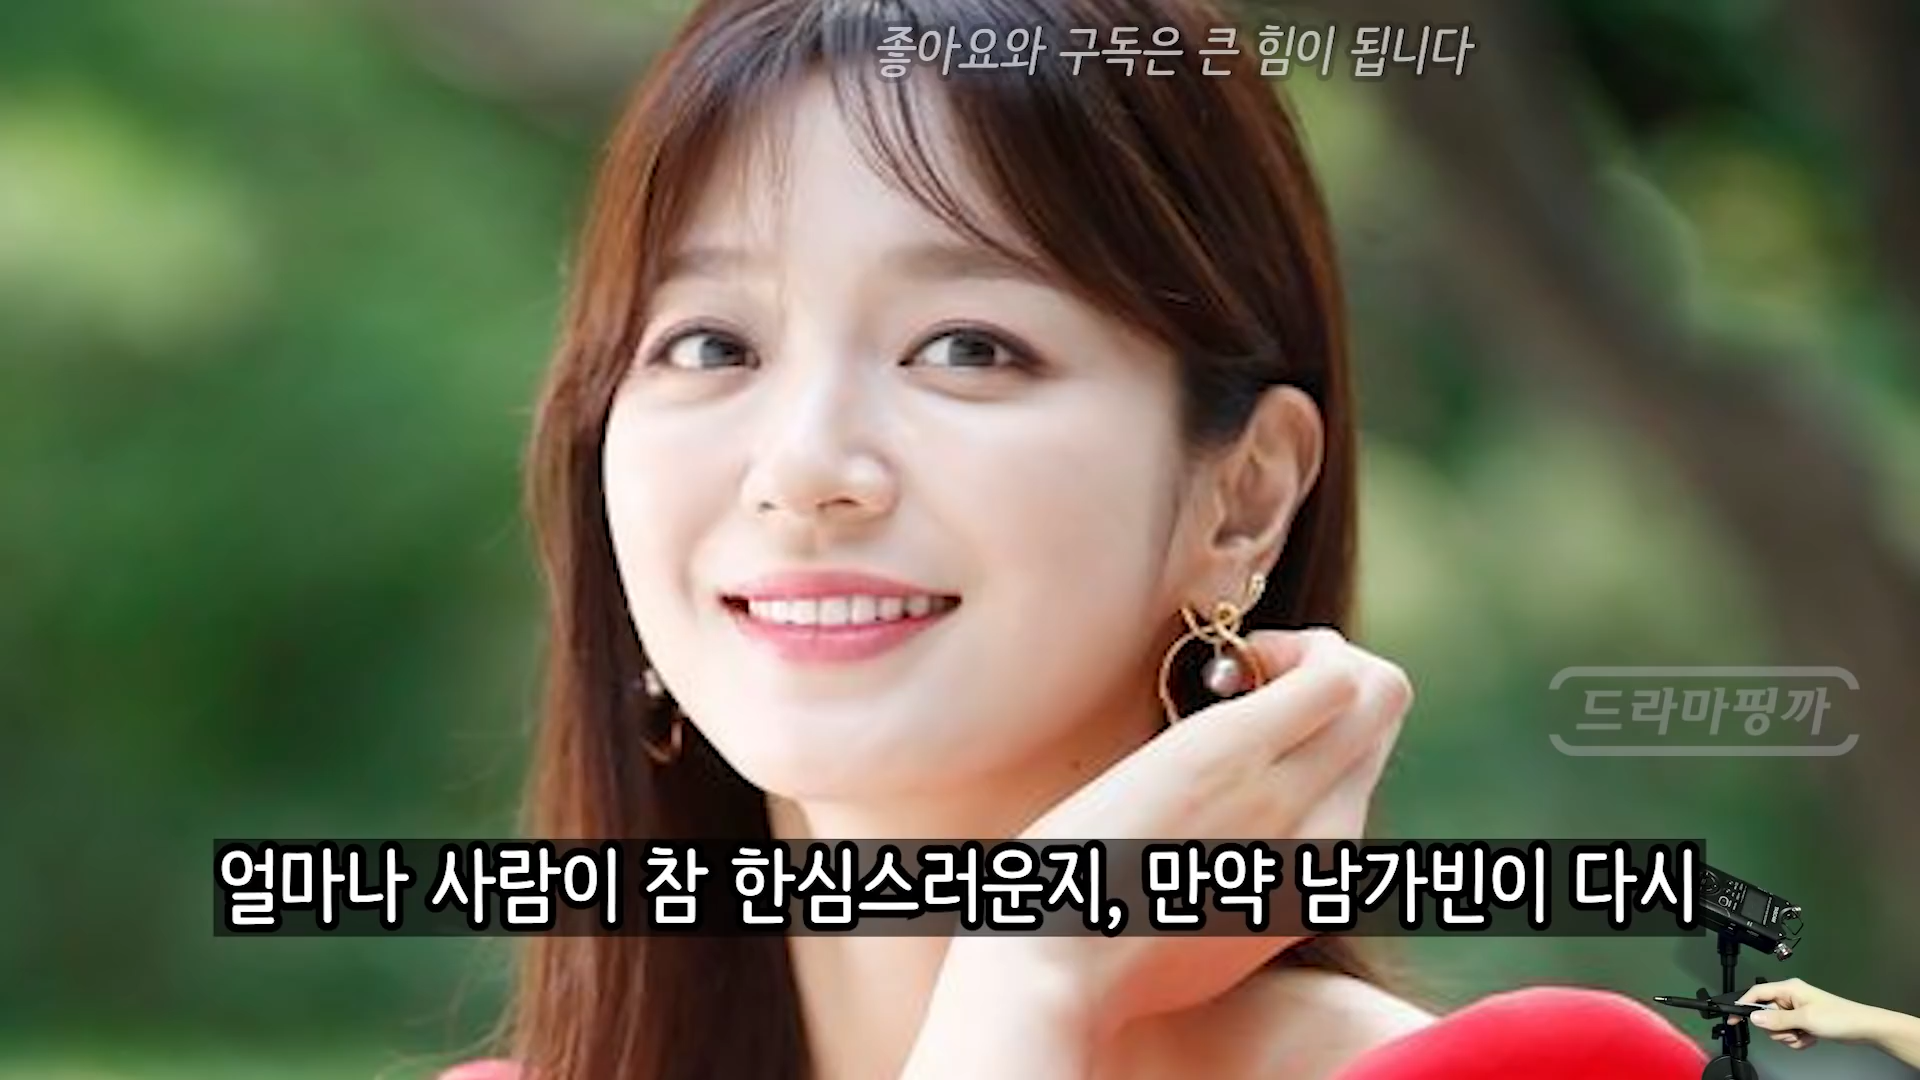 좋아요와 구독은 큰 힘이 됩니다
드라마핑까
얼마나 사람이 참 한심스러운지, 만약 남가빈이 다시